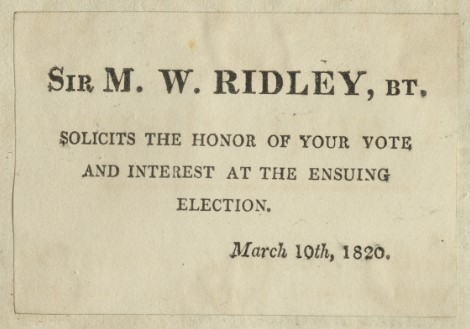 SIR M. W. RIDLEY, BT.
SOLICITS THE HONOR OF YOUR VOTE
AND INTEREST AT THE ENSUING
ELECTION.
March 10th, 1820.